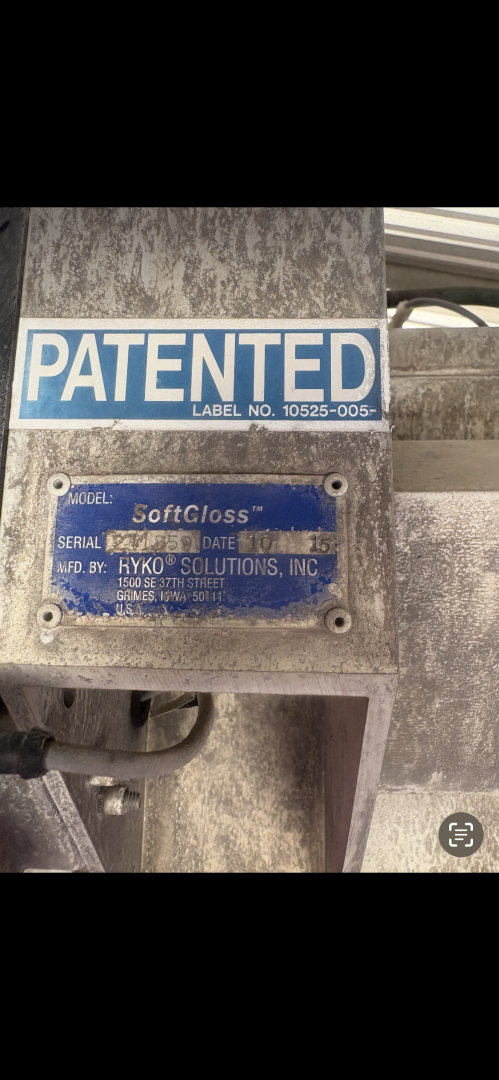 PATENTED
LABEL NO. 10525-005-
MODEL:
SoftGloss™
SERIAL DATE 10 15
MFD. BY: RYKO® SOLUTIONS, INC
1500 SE 37TH STREET
GRIMES, IOWA 50111
U.S.A.